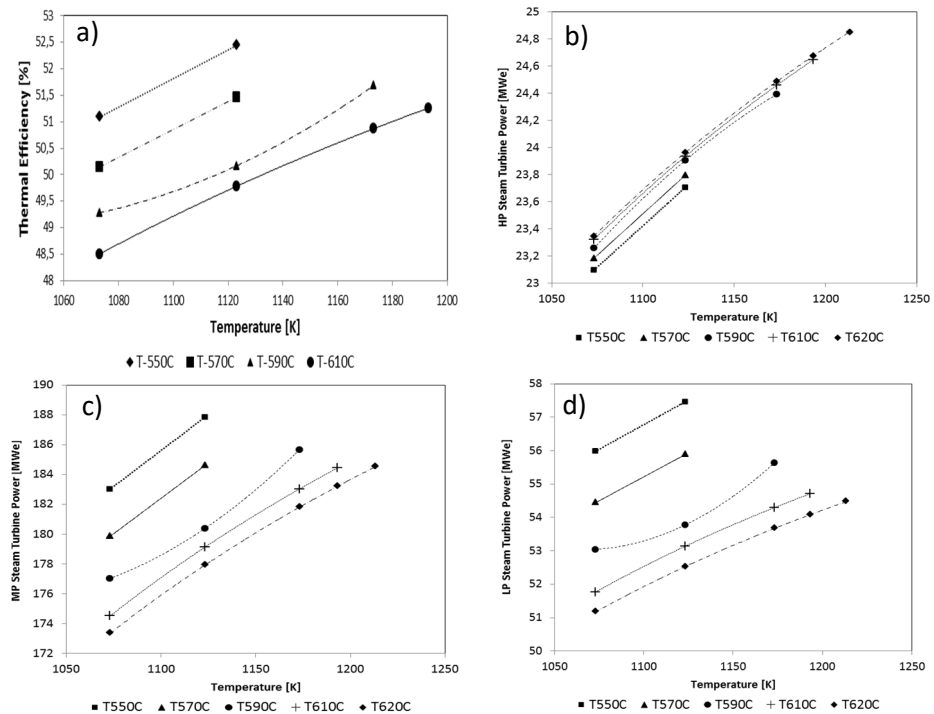 a)
Thermal Efficiency [%]
53
52,5
52
51,5
51
50,5
50
49,5
49
48,5
48
1060 1080 1100 1120 1140 1160 1180 1200
Temperature [K]
T-550C T-570C T-590C T-610C
b)
HP Steam Turbine Power [MWe]
25
24,8
24,6
24,4
24,2
24
23,8
23,6
23,4
23,2
23
1050 1100 1150 1200 1250
Temperature [K]
T550C T570C T590C T610C T620C
c)
MP Steam Turbine Power [MWe]
190
188
186
184
182
180
178
176
174
172
1050 1100 1150 1200 1250
Temperature [K]
T550C T570C T590C T610C T620C
d)
LP Steam Turbine Power [MWe]
58
57
56
55
54
53
52
51
50
1050 1100 1150 1200 1250
Temperature [K]
T550C T570C T590C T610C T620C